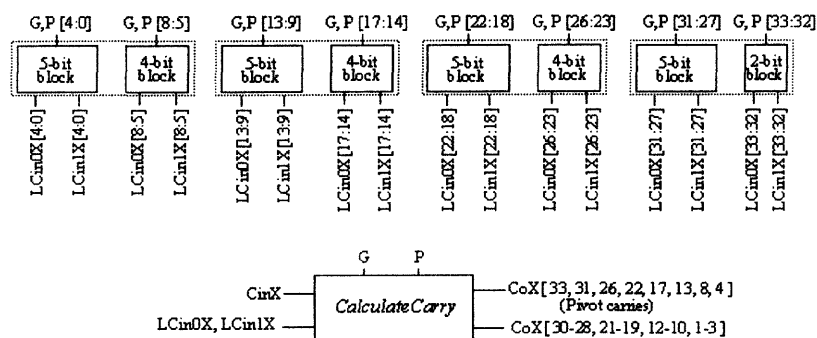 G,P [4:0] G, P [8:5] G,P [13:9] G, P [17:14] G,P [22:18] G, P [26:23] G,P [31:27] G, P [33:32]
5-bit block 4-bit block 5-bit block 4-bit block 5-bit block 4-bit block 5-bit block 2-bit block
LCin0X[4:0] LCin1X[4:0] LCin0X[8:5] LCin1X[8:5] LCin0X[13:9] LCin1X[13:9] LCin0X[17:14] LCin1X[17:14] LCin0X[22:18] LCin1X[22:18] LCin0X[26:23] LCin1X[26:23] LCin0X[31:27] LCin1X[31:27] LCin0X[33:32] LCin1X[33:32]
G P
CinX
LCin0X, LCin1X
CalculateCarry
CoX[33, 31, 26, 22, 17, 13, 8, 4]
(Pivot carries)
CoX[30-28, 21-19, 12-10, 1-3]